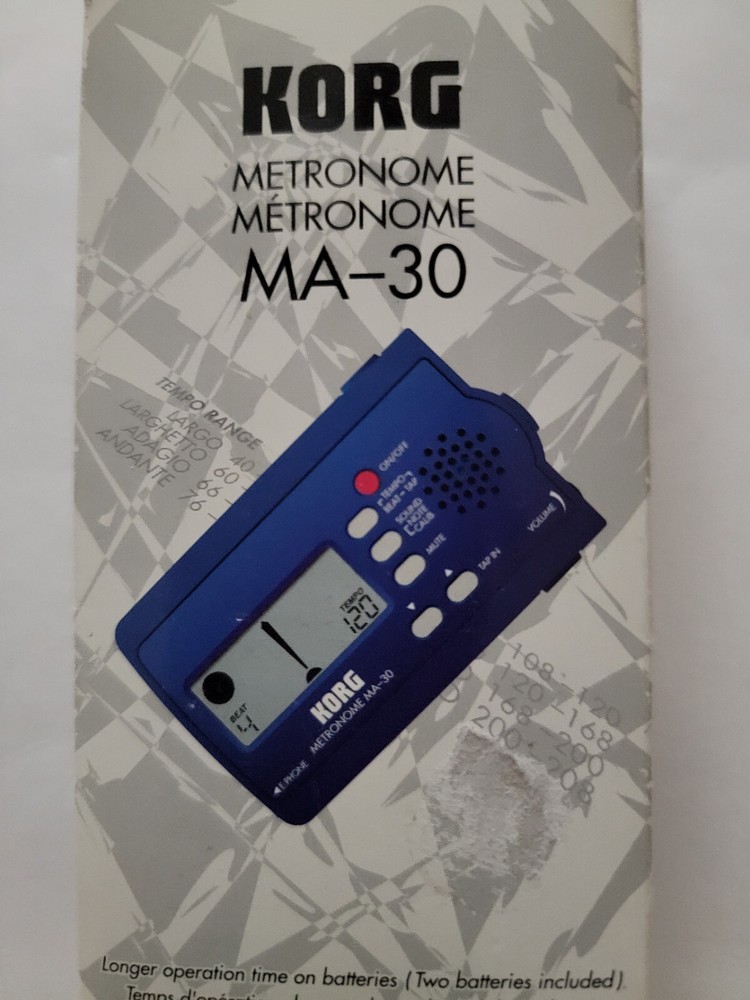 KORG
METRONOME
MÉTRONOME
MA-30
TEMPO RANGE
LARGO 40
LARGHETTO 60
ADAGIO 66 -
ANDANTE 76 -
ON/OFF
TEMPO
BEAT TAP
SOUND
NOTE
CALIB
MUTE
VOLUME
TAP IN
TEMPO
120
BEAT
4
KORG
METRONOME MA-30
E.PHONE
108 - 120
120 - 168
168 - 200
200 - 208
Longer operation time on batteries (Two batteries included).
Temps